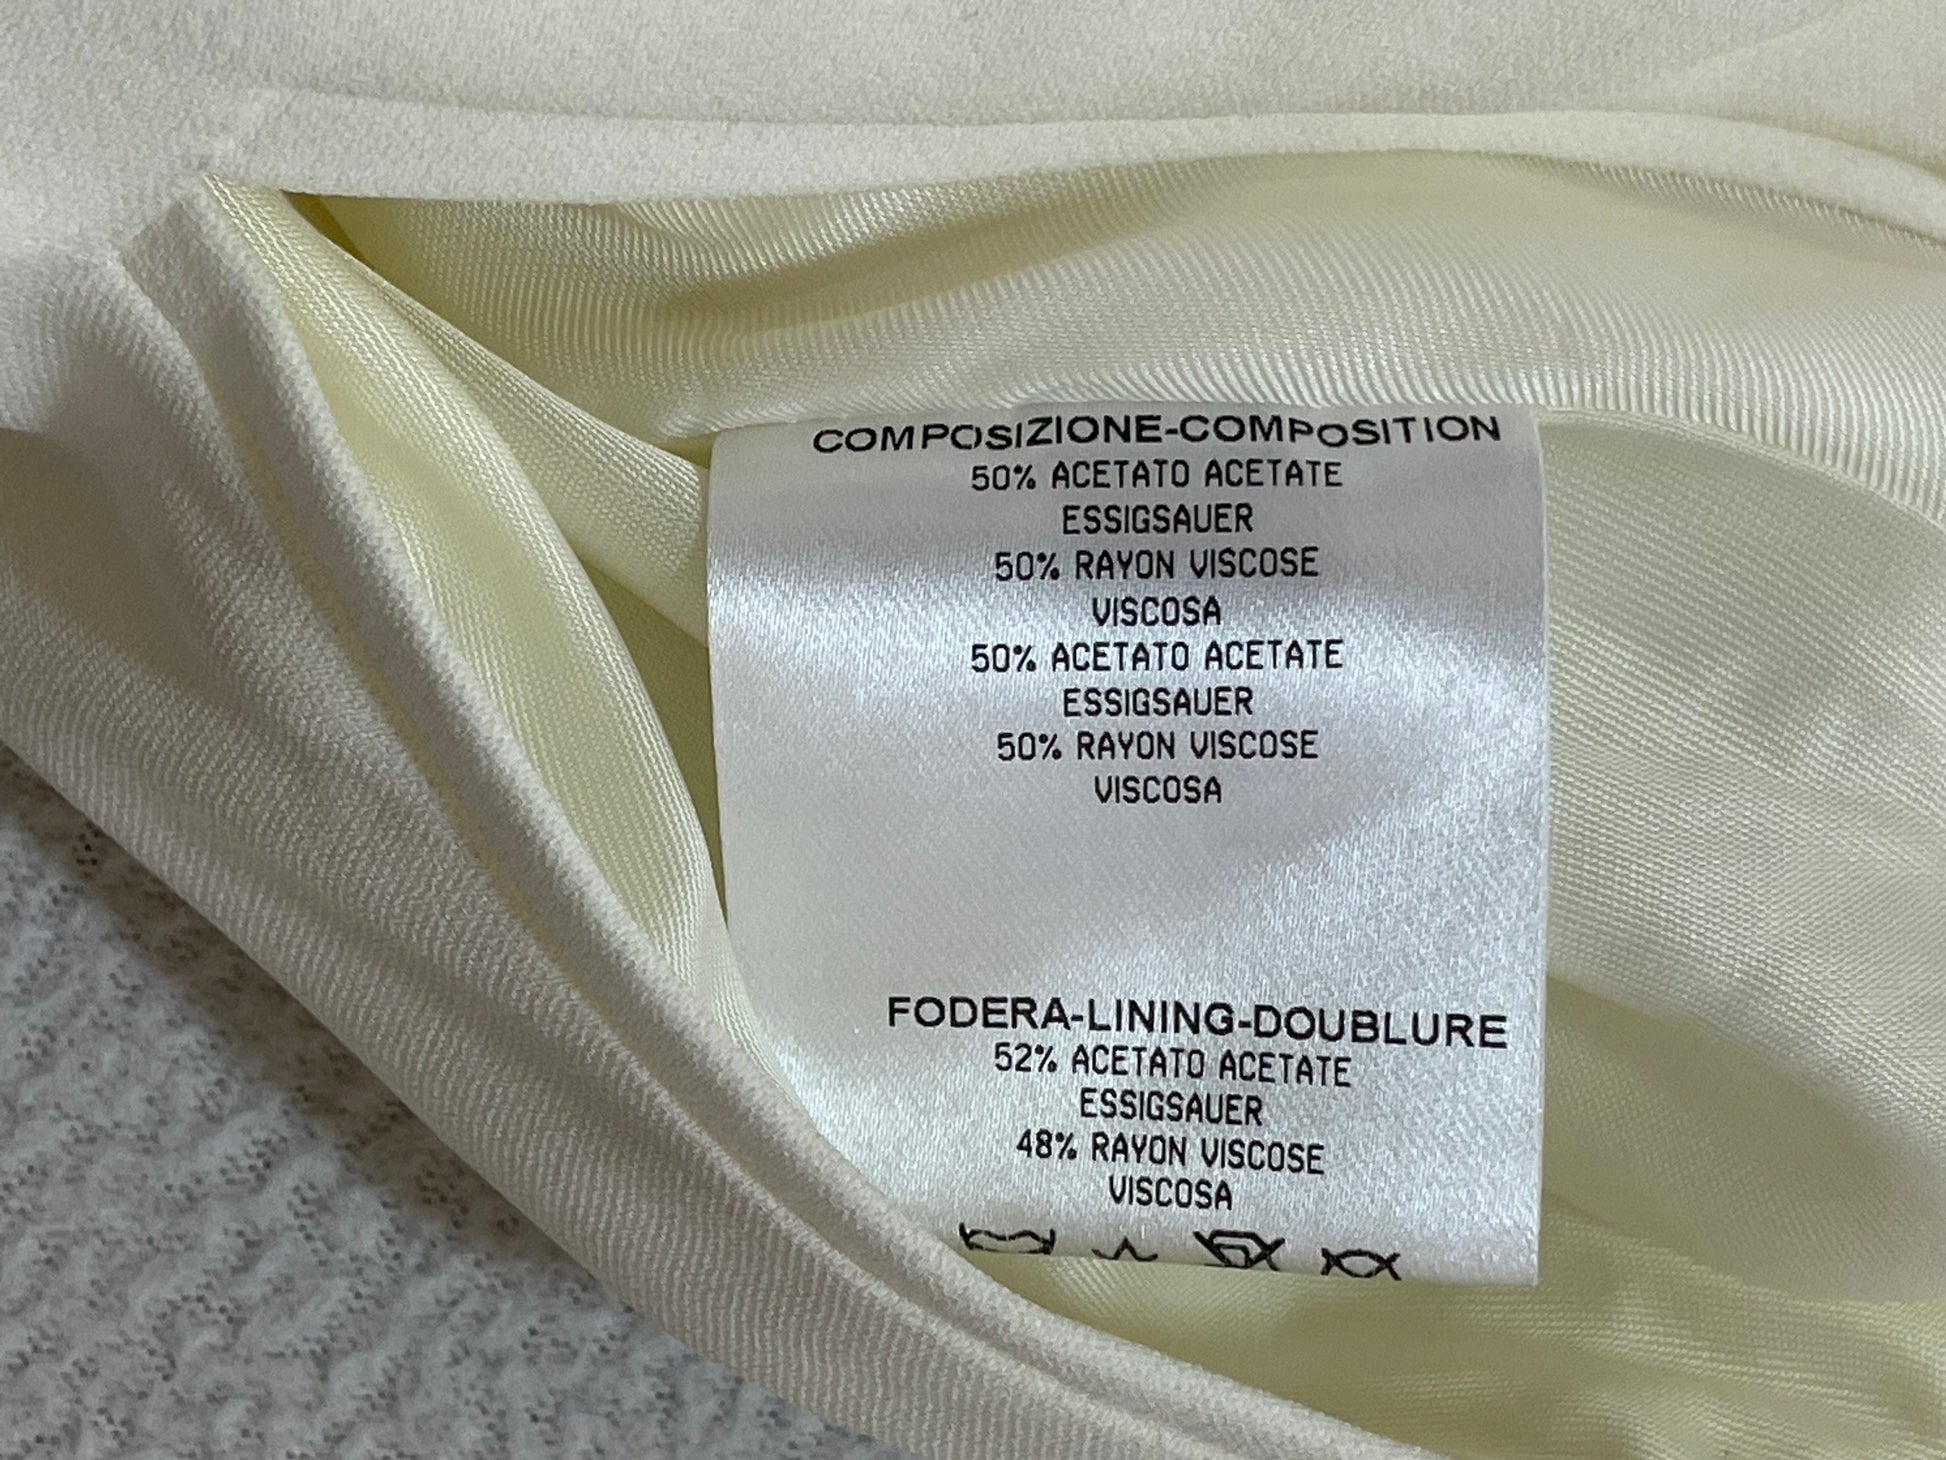 COMPOSIZIONE-COMPOSITION
50% ACETATO ACETATE
ESSIGSAUER
50% RAYON VISCOSE
VISCOSA
50% ACETATO ACETATE
ESSIGSAUER
50% RAYON VISCOSE
VISCOSA
FODERA-LINING-DOUBLURE
52% ACETATO ACETATE
ESSIGSAUER
48% RAYON VISCOSE
VISCOSA